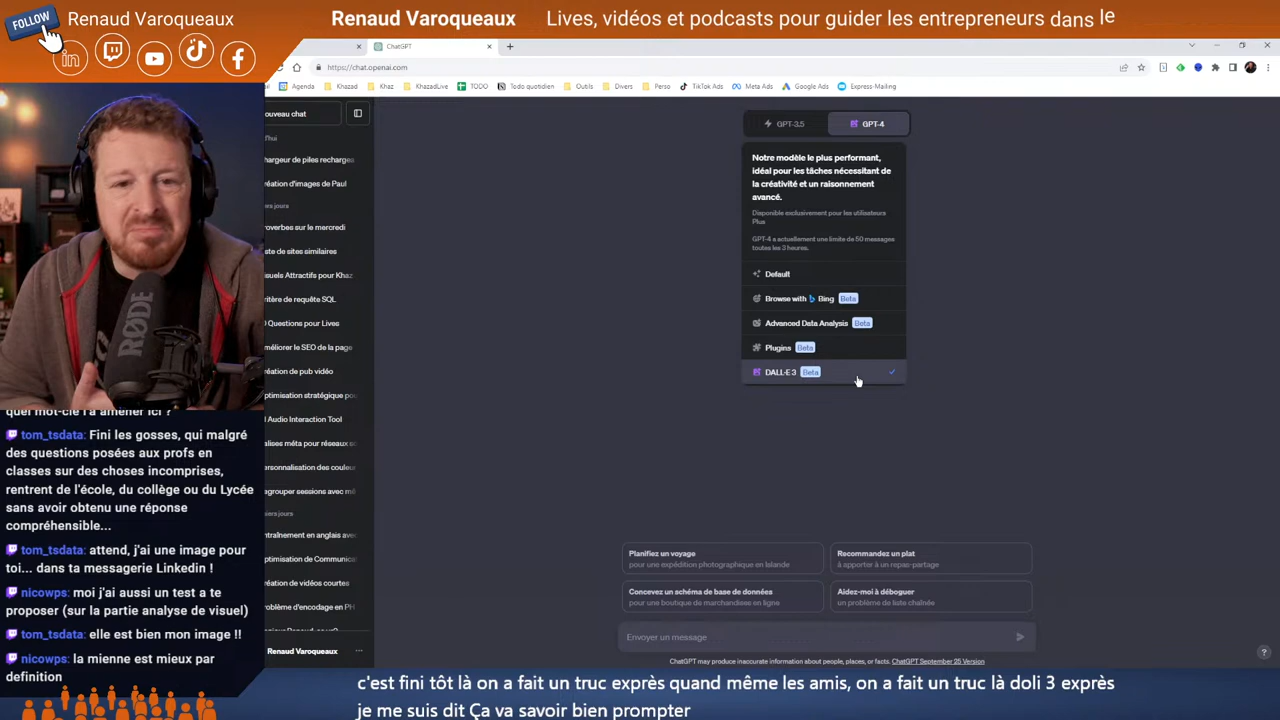 FOLLOW
Renaud Varoqueaux
Renaud Varoqueaux Lives, vidéos et podcasts pour guider les entrepreneurs dans le
ChatGPT
https://chat.openai.com
Agenda
Khazad
Khaz
KhazadLive
TODO
Todo quotidien
Divers
Outils
Perso
TikTok Ads
Meta Ads
Google Ads
Express-Mailing
ouveau chat
hargeur de piles recharges
réation d'images de Paul
ers jours
overbes sur le mercredi
ste de sites similaires
suels Attractifs pour Khaz
ritère de requête SQL
0 Questions pour Lives
méliorer le SEO de la page
réation de pub vidéo
ptimisation stratégique pou
I Audio Interaction Tool
alises méta pour réseaux s
ersonnalisation des couleu
egrouper sessions avec mê
niers jours
ntraînement en anglais avec
ptimisation de Communicat
éation de vidéos courtes
roblème d'encodage en PH
Renaud Varoqueaux
GPT-3.5
GPT-4
Notre modèle le plus performant,
idéal pour les tâches nécessitant de
la créativité et un raisonnement
avancé.
Disponible exclusivement pour les utilisateurs
Plus
GPT-4 a actuellement une limite de 50 messages
toutes les 3 heures.
Default
Browse with Bing Beta
Advanced Data Analysis Beta
Plugins Beta
DALL·E 3 Beta
Planifiez un voyage
pour une expédition photographique en Islande
Recommandez un plat
à apporter à un repas-partage
Concevez un schéma de base de données
pour une boutique de marchandises en ligne
Aidez-moi à déboguer
un problème de liste chaînée
Envoyer un message
ChatGPT may produce inaccurate information about people, places, or facts. ChatGPT September 25 Version
RØDE
quel mot-clé l'a amener ici ?
tom_tsdata: Fini les gosses, qui malgré
des questions posées aux profs en
classes sur des choses incomprises,
rentrent de l'école, du collège ou du Lycée
sans avoir obtenu une réponse
compréhensible...
tom_tsdata: attend, j'ai une image pour
toi... dans ta messagerie Linkedin !
nicowps: moi j'ai aussi un test a te
proposer (sur la partie analyse de visuel)
tom_tsdata: elle est bien mon image !!
nicowps: la mienne est mieux par
definition
c'est fini tôt là on a fait un truc exprès quand même les amis, on a fait un truc là doli 3 exprès
je me suis dit Ça va savoir bien prompter